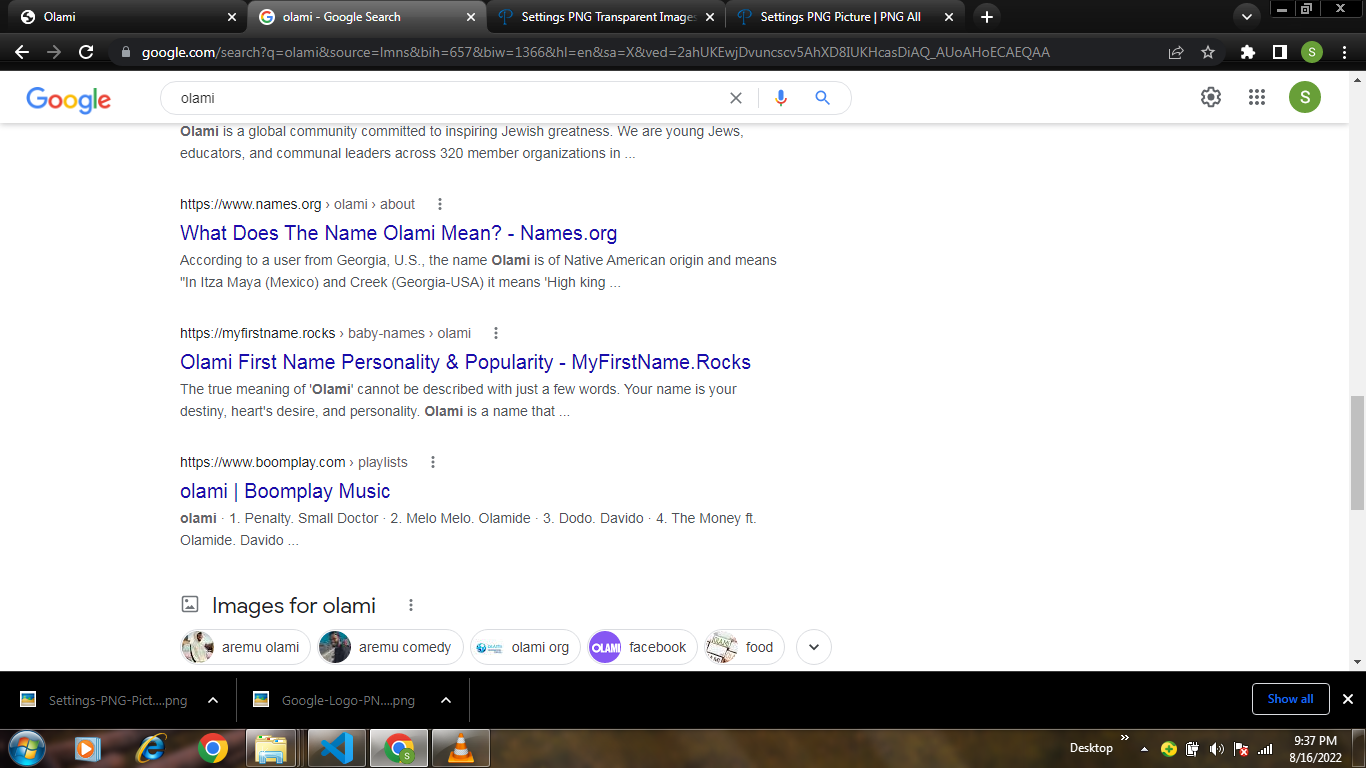 Olami
olami - Google Search
Settings PNG Transparent Images
Settings PNG Picture | PNG All
google.com/search?q=olami&source=lmns&bih=657&biw=1366&hl=en&sa=X&ved=2ahUKEwjDvuncscv5AhXD8IUKHcasDiAQ_AUoAHoECAEQAA
S
Google
olami
S
Olami is a global community committed to inspiring Jewish greatness. We are young Jews,
educators, and communal leaders across 320 member organizations in ...
https://www.names.org › olami › about
What Does The Name Olami Mean? - Names.org
According to a user from Georgia, U.S., the name Olami is of Native American origin and means
"In Itza Maya (Mexico) and Creek (Georgia-USA) it means 'High king ...
https://myfirstname.rocks › baby-names › olami
Olami First Name Personality & Popularity - MyFirstName.Rocks
The true meaning of 'Olami' cannot be described with just a few words. Your name is your
destiny, heart's desire, and personality. Olami is a name that ...
https://www.boomplay.com › playlists
olami | Boomplay Music
olami · 1. Penalty. Small Doctor · 2. Melo Melo. Olamide · 3. Dodo. Davido · 4. The Money ft.
Olamide. Davido ...
Images for olami
aremu olami
aremu comedy
olami org
OLAMI
facebook
food
Settings-PNG-Pict....png
Google-Logo-PN....png
Show all
Desktop
9:37 PM
8/16/2022